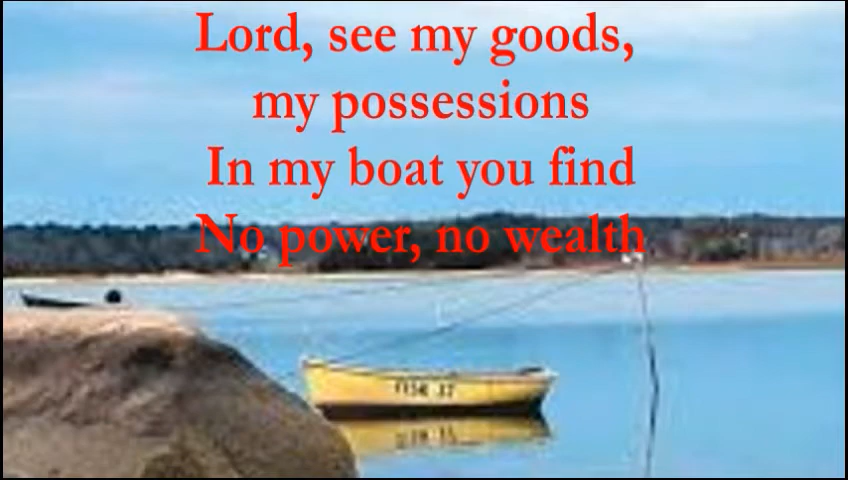 Lord, see my goods,
my possessions
In my boat you find
No power, no wealth